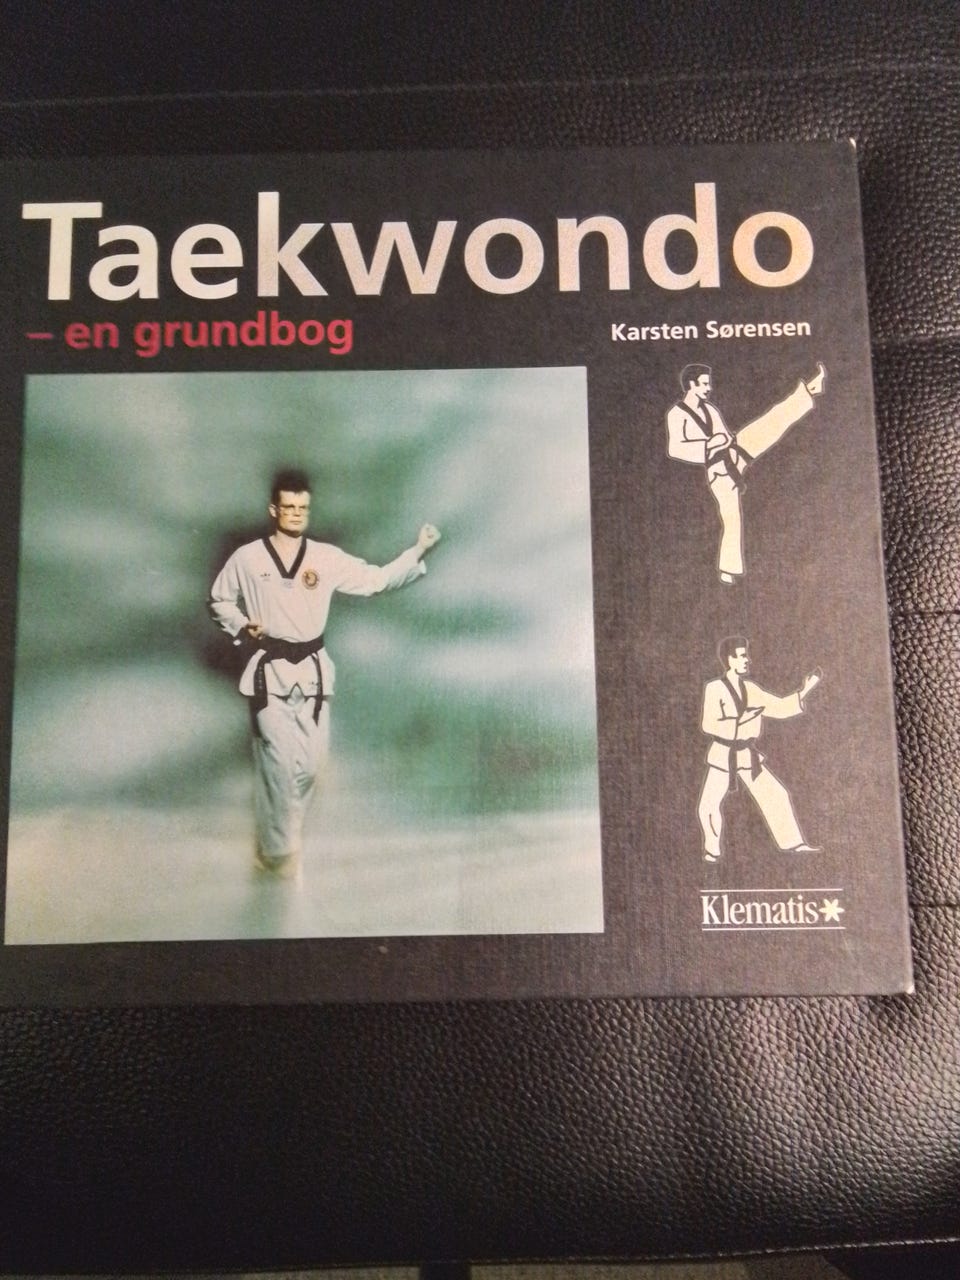 Taekwondo
– en grundbog
Karsten Sørensen
Klematis